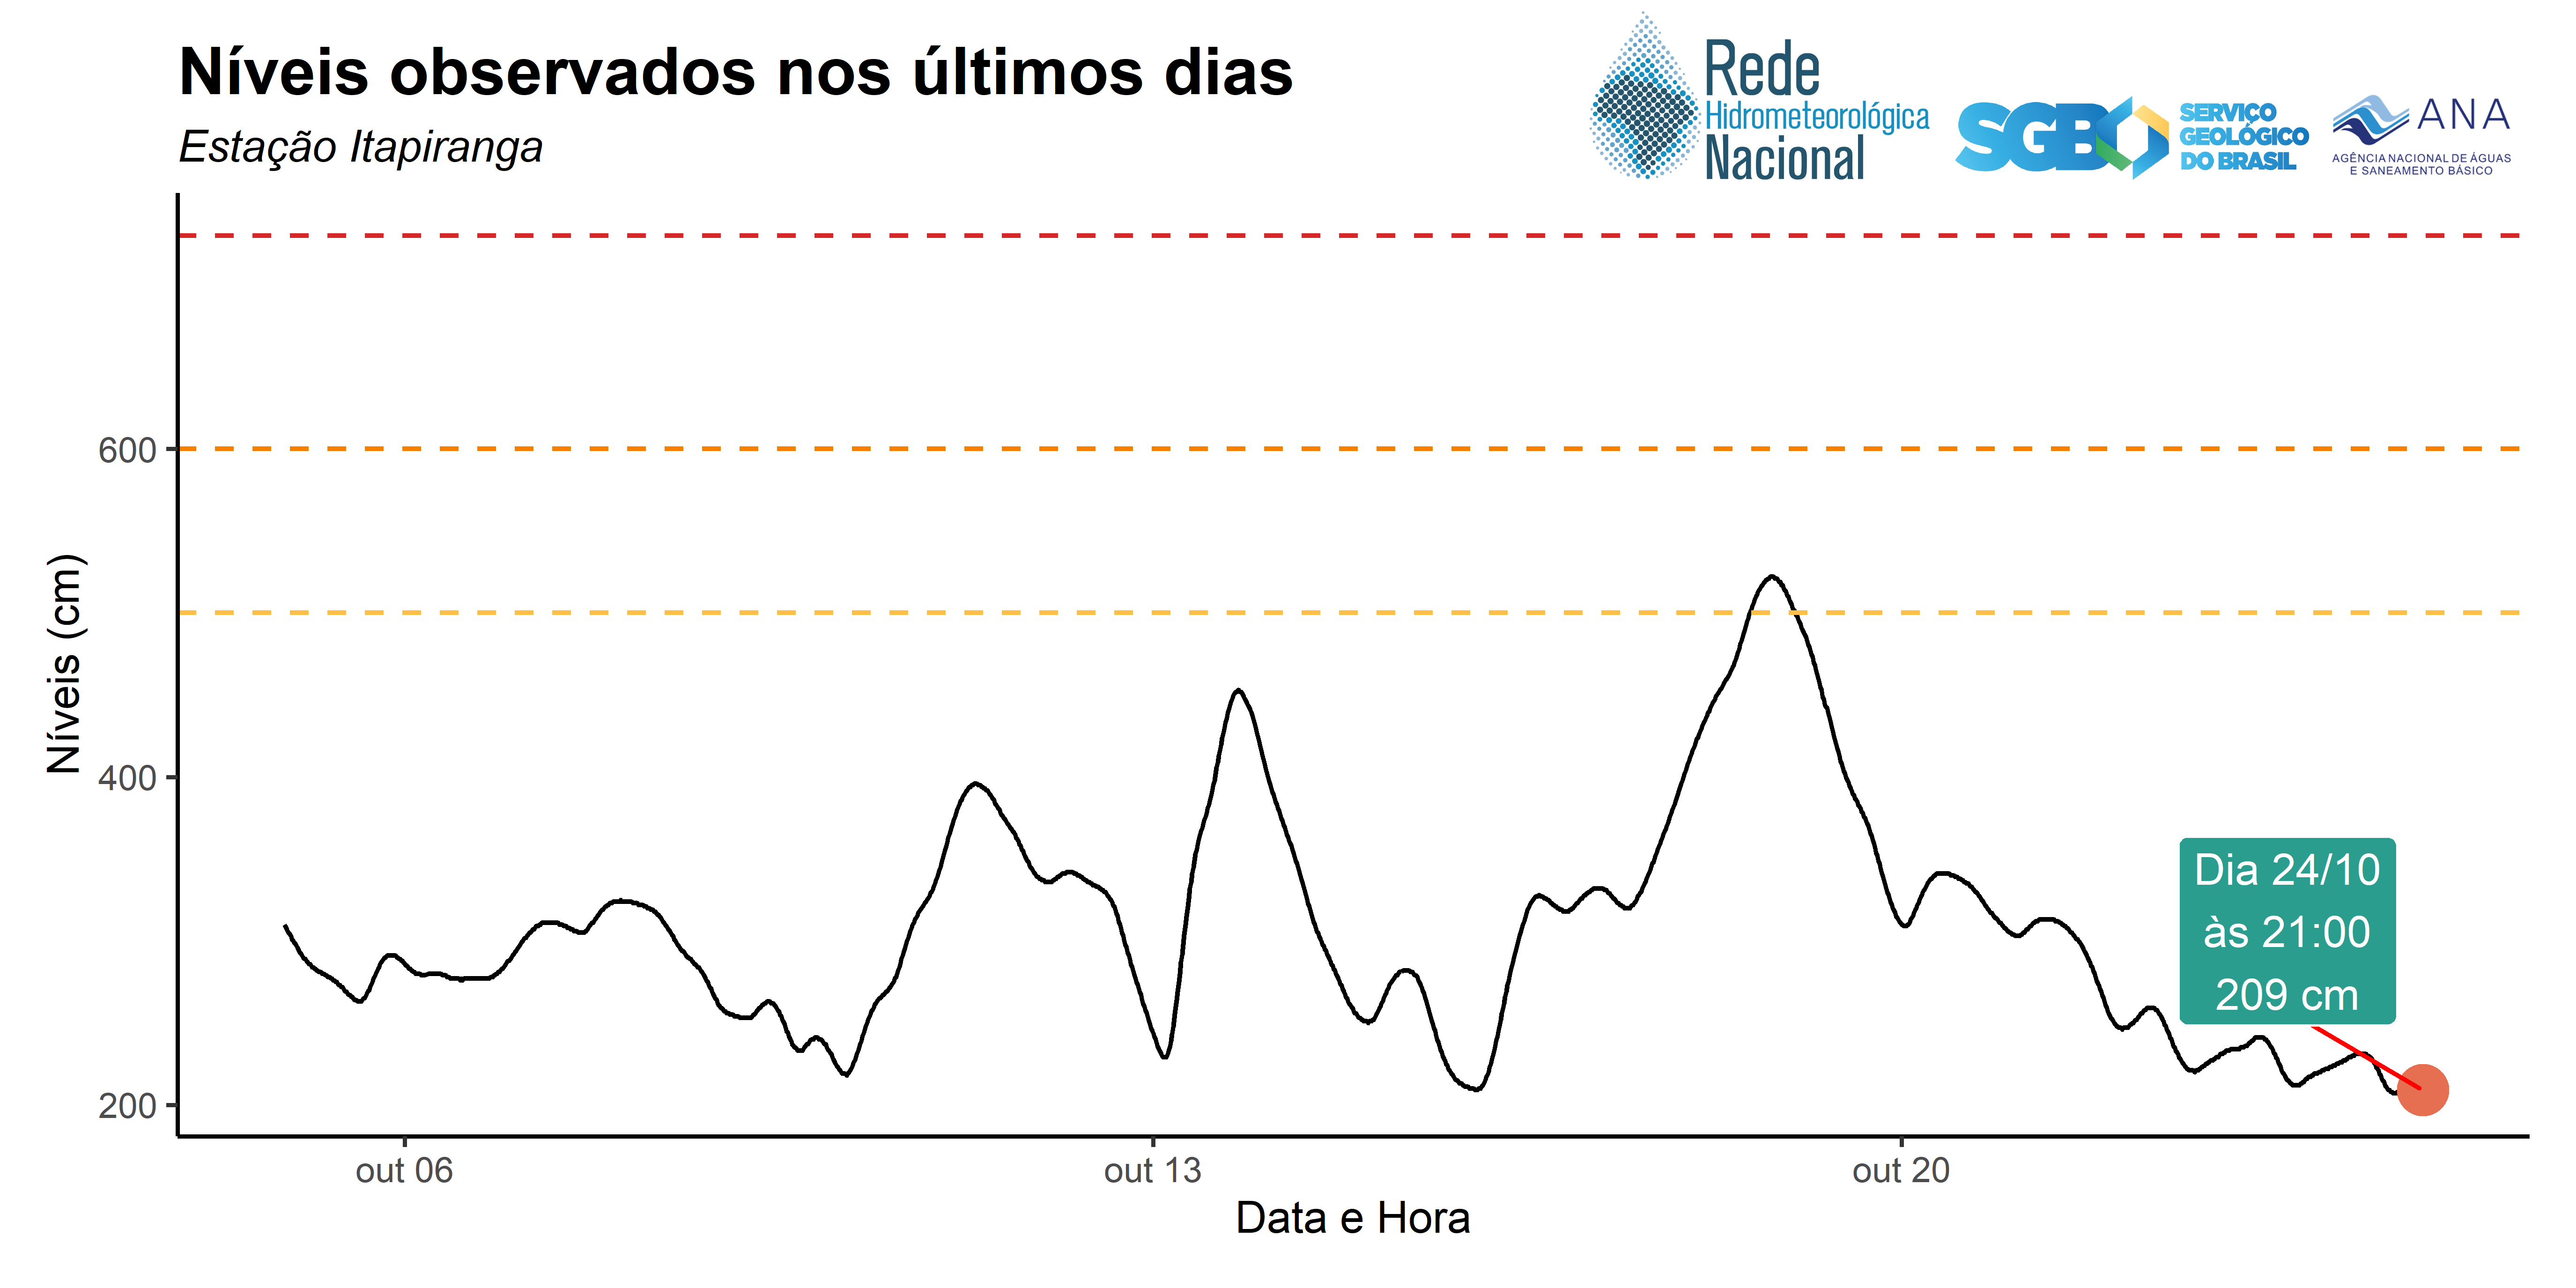 Níveis observados nos últimos dias
Estação Itapiranga
Rede
Hidrometeorológica
Nacional
SGB
SERVIÇO
GEOLÓGICO
DO BRASIL
ANA
AGÊNCIA NACIONAL DE ÁGUAS
E SANEAMENTO BÁSICO
Níveis (cm)
600
400
200
Dia 24/10
às 21:00
209 cm
out 06
out 13
out 20
Data e Hora